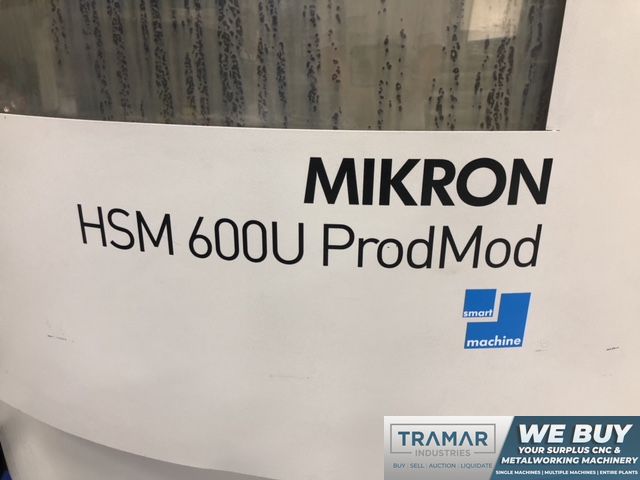 MIKRON
HSM 600U ProdMod
smart
machine
TRAMAR
INDUSTRIES
BUY | SELL | AUCTION | LIQUIDATE
WE BUY
YOUR SURPLUS CNC &
METALWORKING MACHINERY
SINGLE MACHINES | MULTIPLE MACHINES | ENTIRE PLANTS